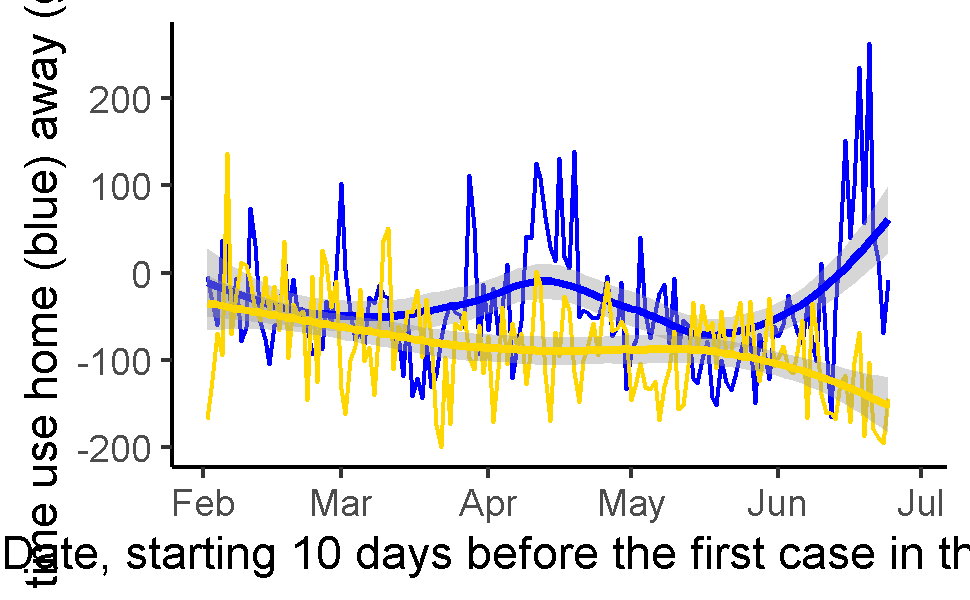 time use home (blue) away (
200
100
0
-100
-200
Feb Mar Apr May Jun Jul
Date, starting 10 days before the first case in th